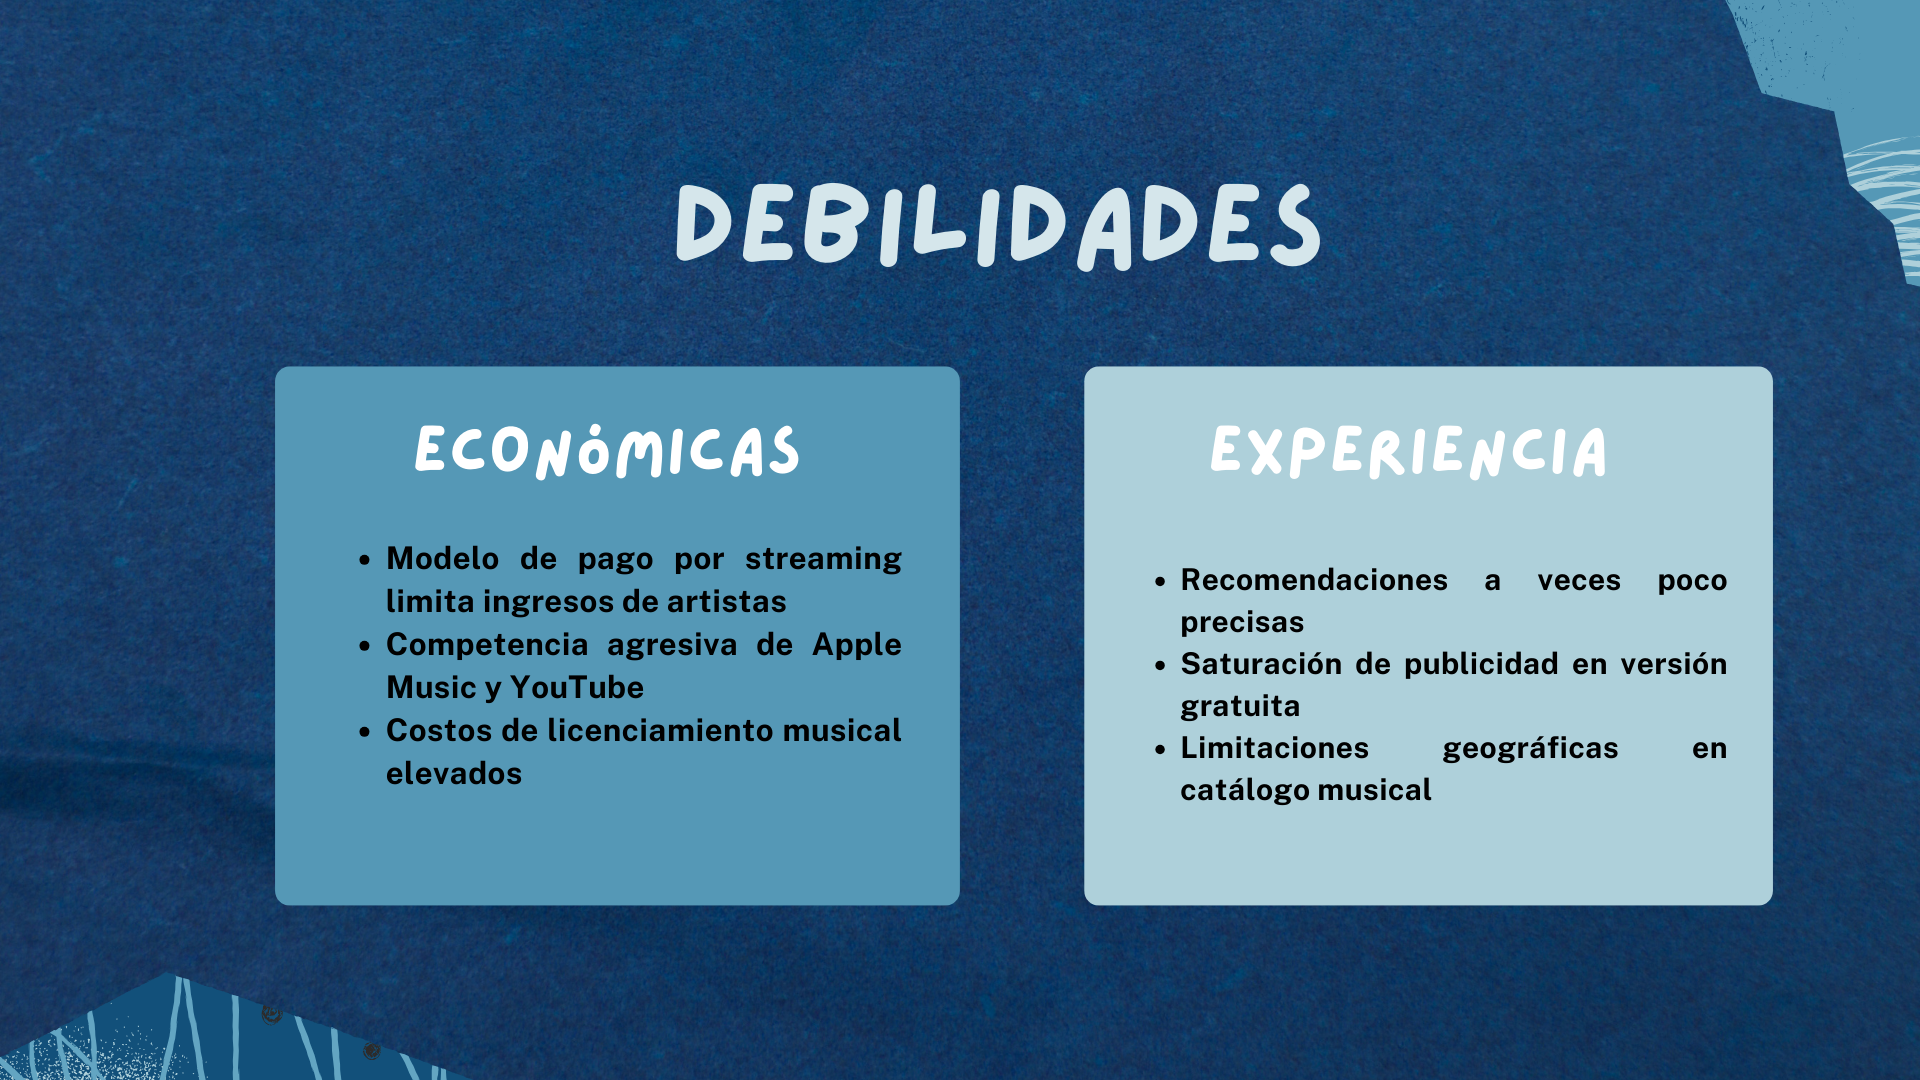 DEBILIDADES
ECONÓMICAS
• Modelo de pago por streaming
limita ingresos de artistas
• Competencia agresiva de Apple
Music y YouTube
• Costos de licenciamiento musical
elevados
EXPERIENCIA
• Recomendaciones a veces poco
precisas
• Saturación de publicidad en versión
gratuita
• Limitaciones geográficas en
catálogo musical